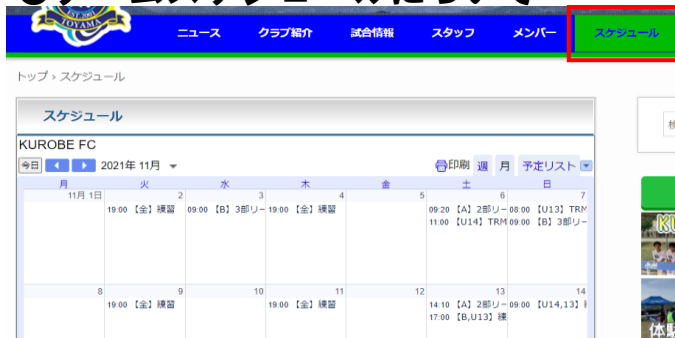 TOYAMA
ニュース クラブ紹介 試合情報 スタッフ メンバー スケジュール
トップ › スケジュール
スケジュール
KUROBE FC
今日 2021年 11月 印刷 週 月 予定リスト
月 火 水 木 金 土 日
11月 1日 2 3 4 5 6 7
19:00 【全】練習 09:00 【B】3部リー 19:00 【全】練習 09:20 【A】2部リー 08:00 【U13】TRM
11:00 【U14】TRM 09:00 【B】3部リー
8 9 10 11 12 13 14
19:00 【全】練習 19:00 【全】練習 14:10 【A】2部リー 09:00 【U14,13】
17:00 【B,U13】練
体験